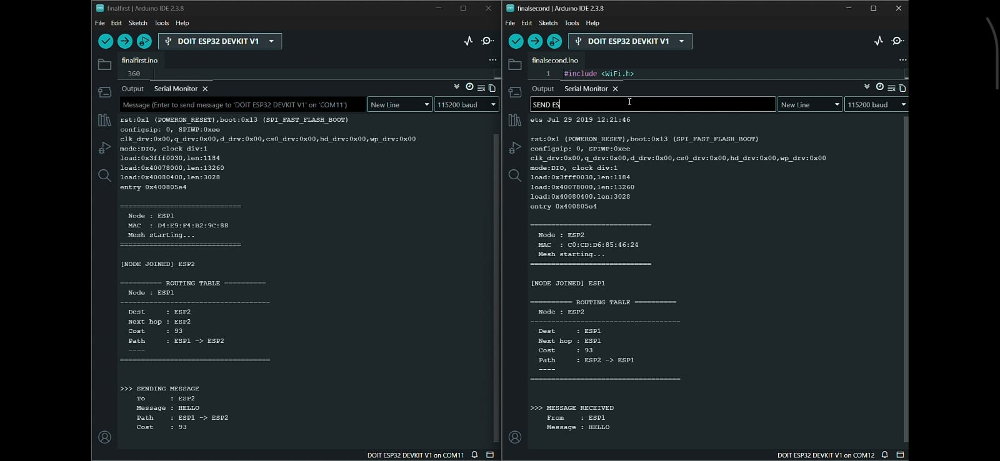 finalfirst | Arduino IDE 2.3.8
File Edit Sketch Tools Help
DOIT ESP32 DEVKIT V1
finalfirst.ino
360
Output Serial Monitor
Message (Enter to send message to 'DOIT ESP32 DEVKIT V1' on 'COM11') New Line 115200 baud
rst:0x1 (POWERON_RESET),boot:0x13 (SPI_FAST_FLASH_BOOT)
configsip: 0, SPIWP:0xee
clk_drv:0x00,q_drv:0x00,d_drv:0x00,cs0_drv:0x00,hd_drv:0x00,wp_drv:0x00
mode:DIO, clock div:1
load:0x3fff0030,len:1184
load:0x40078000,len:13260
load:0x40080400,len:3028
entry 0x400805e4
=============================
Node : ESP1
MAC : D4:E9:F4:B2:9C:88
Mesh starting...
=============================
[NODE JOINED] ESP2
========== ROUTING TABLE ==========
Node : ESP1
------------------------------------
Dest : ESP2
Next hop : ESP2
Cost : 93
Path : ESP1 -> ESP2
----
====================================
>>> SENDING MESSAGE
To : ESP2
Message : HELLO
Path : ESP1 -> ESP2
Cost : 93
DOIT ESP32 DEVKIT V1 on COM11
finalsecond | Arduino IDE 2.3.8
File Edit Sketch Tools Help
DOIT ESP32 DEVKIT V1
finalsecond.ino
1 #include <WiFi.h>
Output Serial Monitor
SEND ES New Line 115200 baud
ets Jul 29 2019 12:21:46
rst:0x1 (POWERON_RESET),boot:0x13 (SPI_FAST_FLASH_BOOT)
configsip: 0, SPIWP:0xee
clk_drv:0x00,q_drv:0x00,d_drv:0x00,cs0_drv:0x00,hd_drv:0x00,wp_drv:0x00
mode:DIO, clock div:1
load:0x3fff0030,len:1184
load:0x40078000,len:13260
load:0x40080400,len:3028
entry 0x400805e4
=============================
Node : ESP2
MAC : C0:CD:D6:85:46:24
Mesh starting...
=============================
[NODE JOINED] ESP1
========== ROUTING TABLE ==========
Node : ESP2
------------------------------------
Dest : ESP1
Next hop : ESP1
Cost : 93
Path : ESP2 -> ESP1
----
====================================
>>> MESSAGE RECEIVED
From : ESP1
Message : HELLO
DOIT ESP32 DEVKIT V1 on COM12